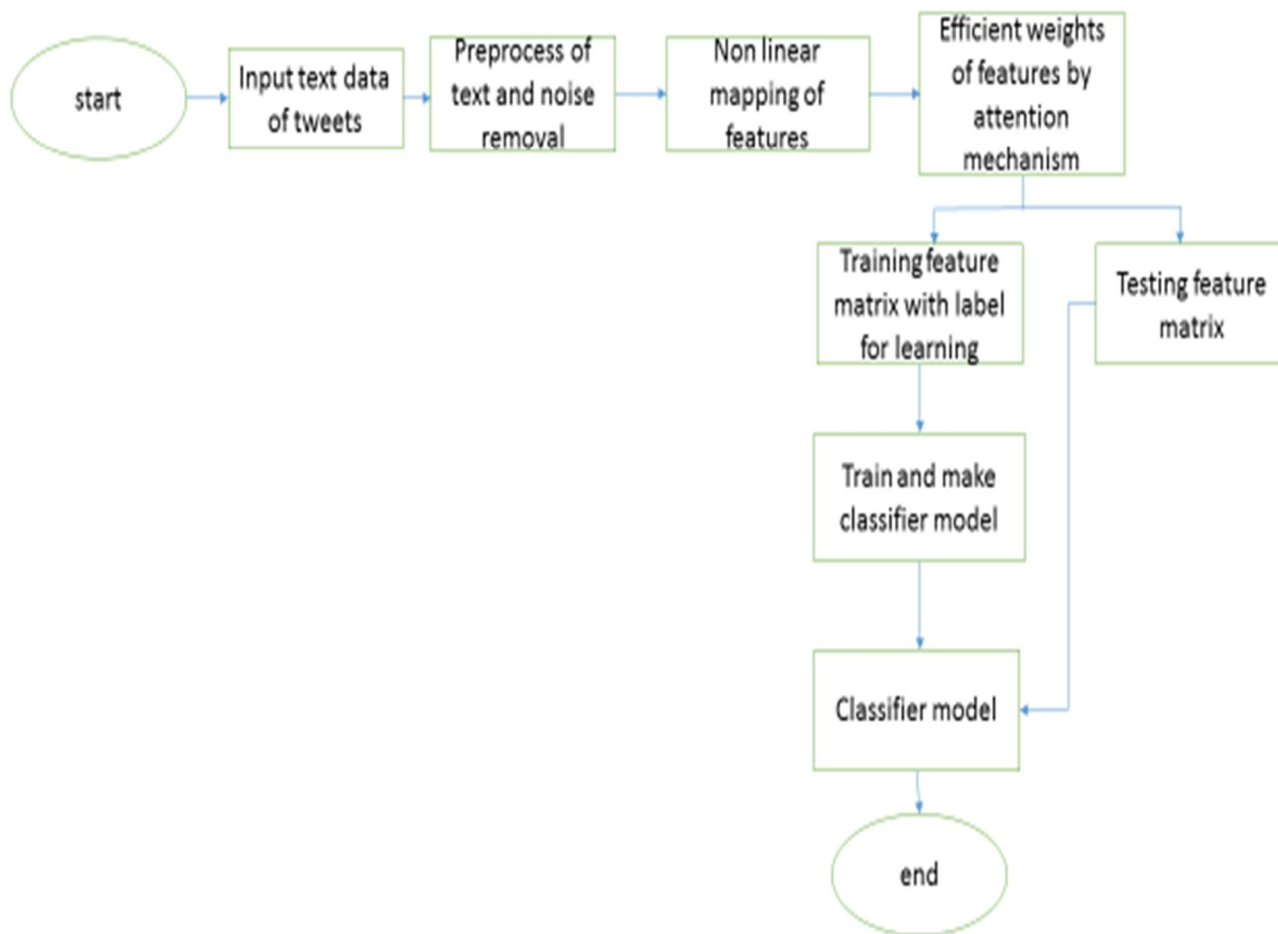 start
Input text data
of tweets
Preprocess of
text and noise
removal
Non linear
mapping of
features
Efficient weights
of features by
attention
mechanism
Training feature
matrix with label
for learning
Testing feature
matrix
Train and make
classifier model
Classifier model
end